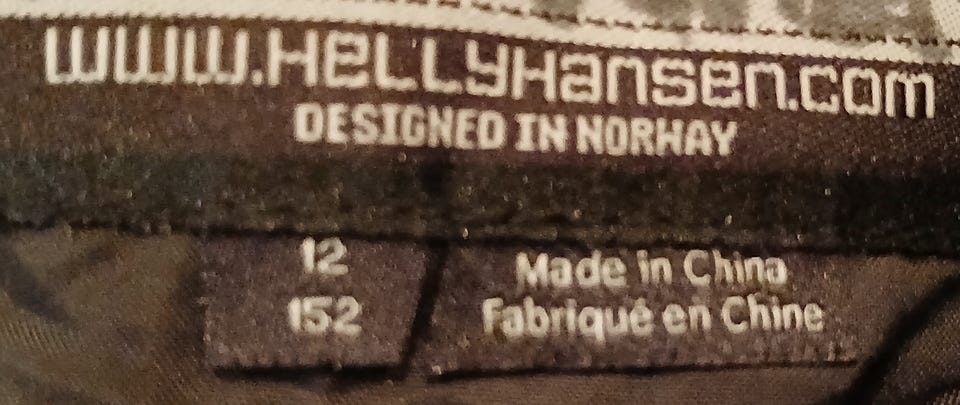 www.HeLLyHansen.com
DESIGNED IN NORWAY
12
152
Made in China
Fabriqué en Chine